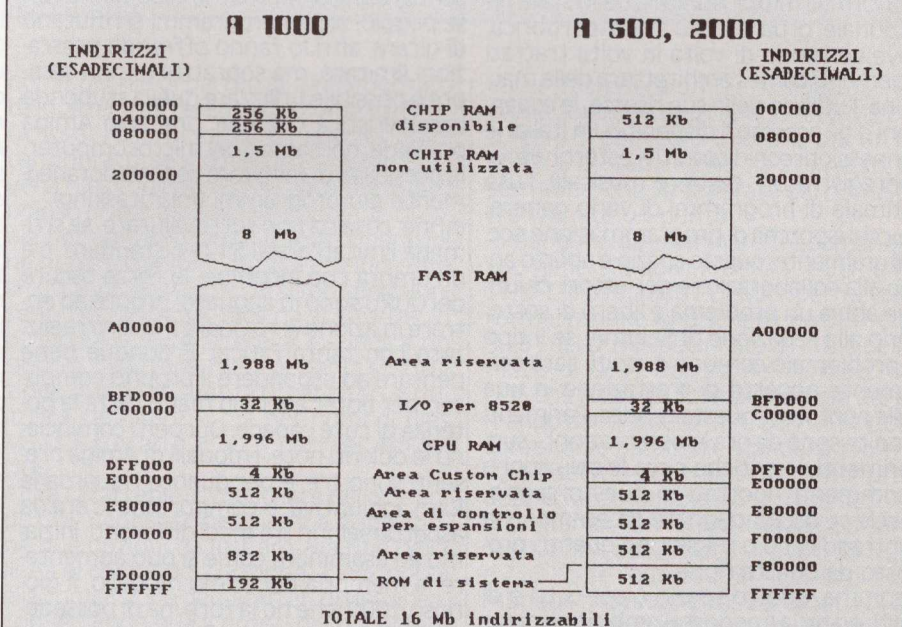 A 1000 A 500, 2000
INDIRIZZI (ESADECIMALI) INDIRIZZI (ESADECIMALI)
000000 256 Kb CHIP RAM disponibile 512 Kb 000000
040000 256 Kb
080000 080000
1,5 Mb CHIP RAM non utilizzata 1,5 Mb
200000 200000
8 Mb 8 Mb
FAST RAM
A00000 A00000
1,988 Mb Area riservata 1,988 Mb
BFD000 32 Kb I/O per 8520 32 Kb BFD000
C00000 C00000
1,996 Mb CPU RAM 1,996 Mb
DFF000 4 Kb Area Custon Chip 4 Kb DFF000
E00000 512 Kb Area riservata 512 Kb E00000
E80000 512 Kb Area di controllo per espansioni 512 Kb E80000
F00000 F00000
832 Kb Area riservata 512 Kb
F80000
FD0000 192 Kb ROM di sistema 512 Kb
FFFFFF FFFFFF
TOTALE 16 Mb indirizzabili